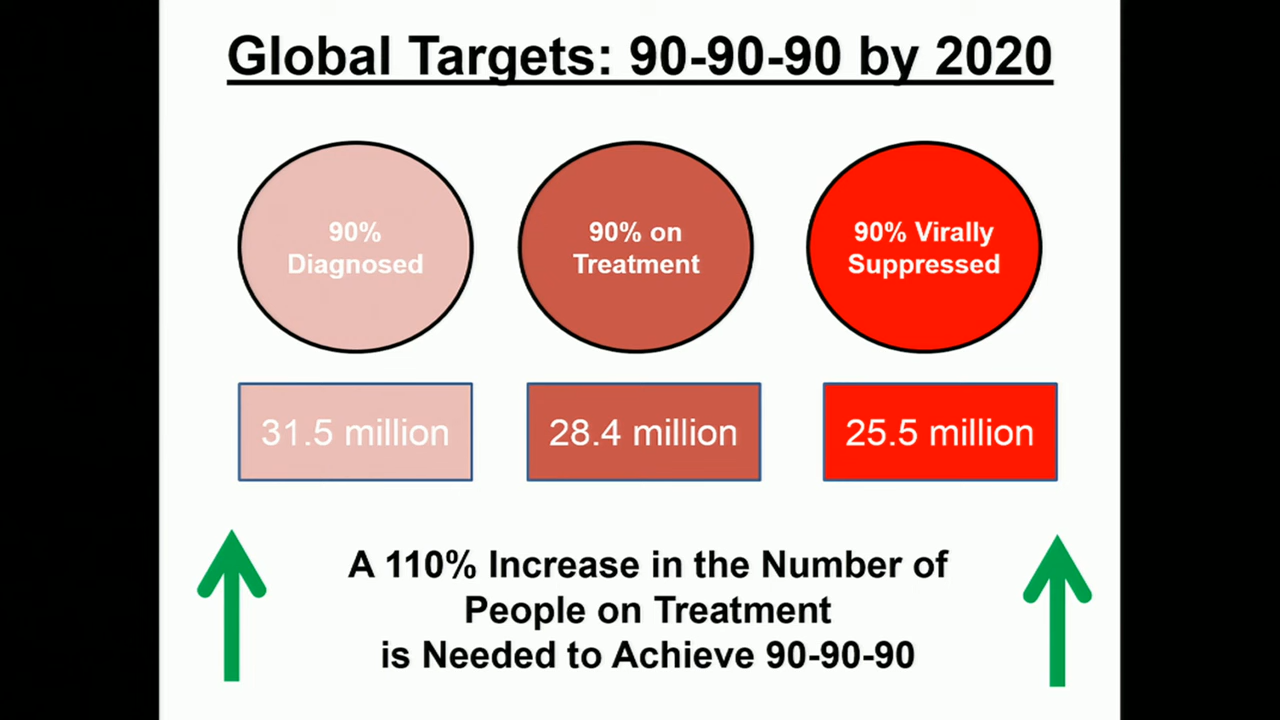 Global Targets: 90-90-90 by 2020
90%
Diagnosed
90% on
Treatment
90% Virally
Suppressed
31.5 million
28.4 million
25.5 million
A 110% Increase in the Number of
People on Treatment
is Needed to Achieve 90-90-90